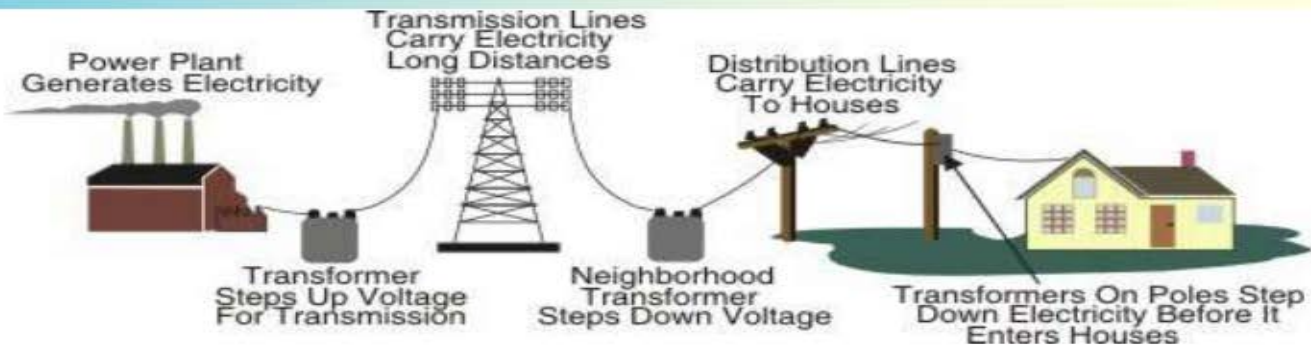 Power Plant
Generates Electricity
Transmission Lines
Carry Electricity
Long Distances
Distribution Lines
Carry Electricity
To Houses
Transformer
Steps Up Voltage
For Transmission
Neighborhood
Transformer
Steps Down Voltage
Transformers On Poles Step
Down Electricity Before It
Enters Houses